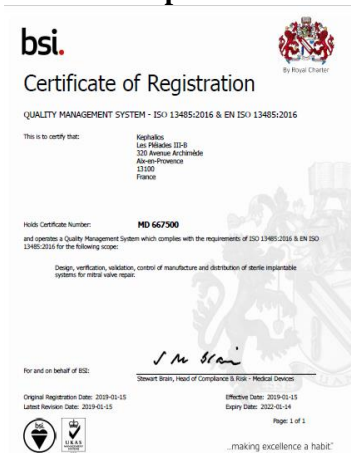 bsi.
By Royal Charter
Certificate of Registration
QUALITY MANAGEMENT SYSTEM - ISO 13485:2016 & EN ISO 13485:2016
This is to certify that:
Kephalios
Les Pléiades III-B
320 Avenue Archimède
Aix-en-Provence
13100
France
Holds Certificate Number:
MD 667500
and operates a Quality Management System which complies with the requirements of ISO 13485:2016 & EN ISO
13485:2016 for the following scope:
Design, verification, validation, control of manufacture and distribution of sterile implantable
systems for mitral valve repair.
For and on behalf of BSI:
Stewart Brain, Head of Compliance & Risk - Medical Devices
Original Registration Date: 2019-01-15
Effective Date: 2019-01-15
Latest Revision Date: 2019-01-15
Expiry Date: 2022-01-14
Page: 1 of 1
bsi.
UKAS
...making excellence a habit.™